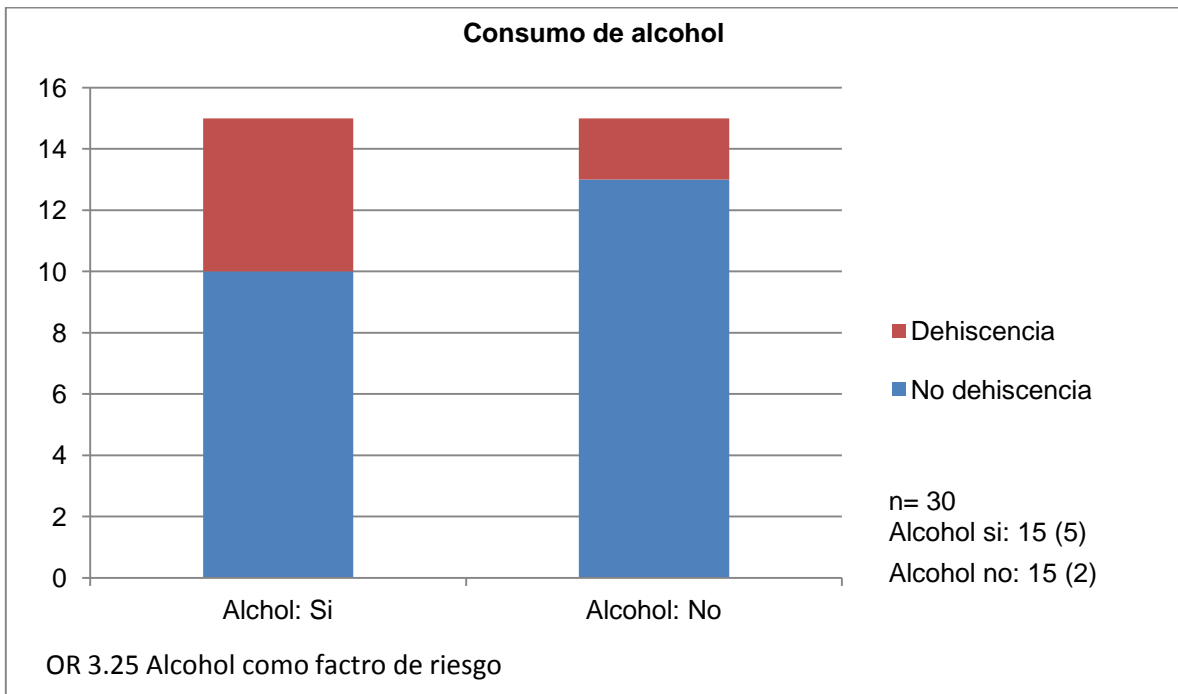 Consumo de alcohol
16
14
12
10
8
6
4
2
0
Alchol: Si
Alcohol: No
Dehiscencia
No dehiscencia
n= 30
Alcohol si: 15 (5)
Alcohol no: 15 (2)
OR 3.25 Alcohol como factro de riesgo